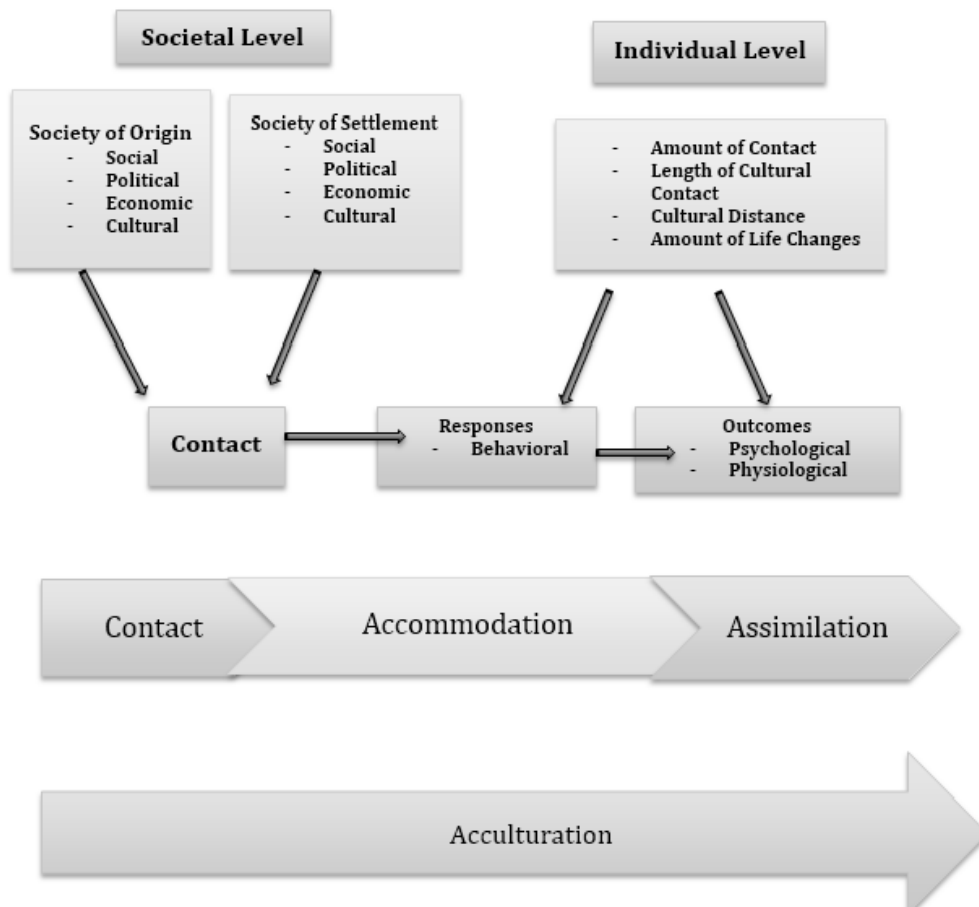 Societal Level
Individual Level
Society of Origin
- Social
- Political
- Economic
- Cultural
Society of Settlement
- Social
- Political
- Economic
- Cultural
- Amount of Contact
- Length of Cultural
Contact
- Cultural Distance
- Amount of Life Changes
Contact
Responses
- Behavioral
Outcomes
- Psychological
- Physiological
Contact
Accommodation
Assimilation
Acculturation